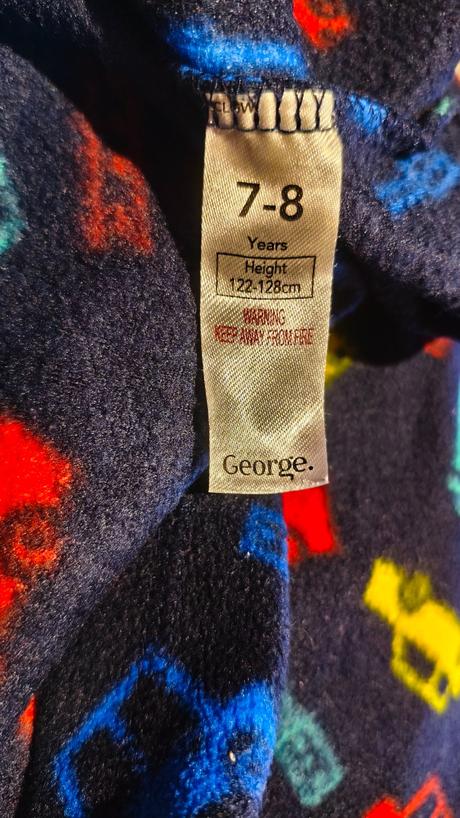 7-8
Years
Height
122-128cm
WARNING
KEEP AWAY FROM FIRE
George.